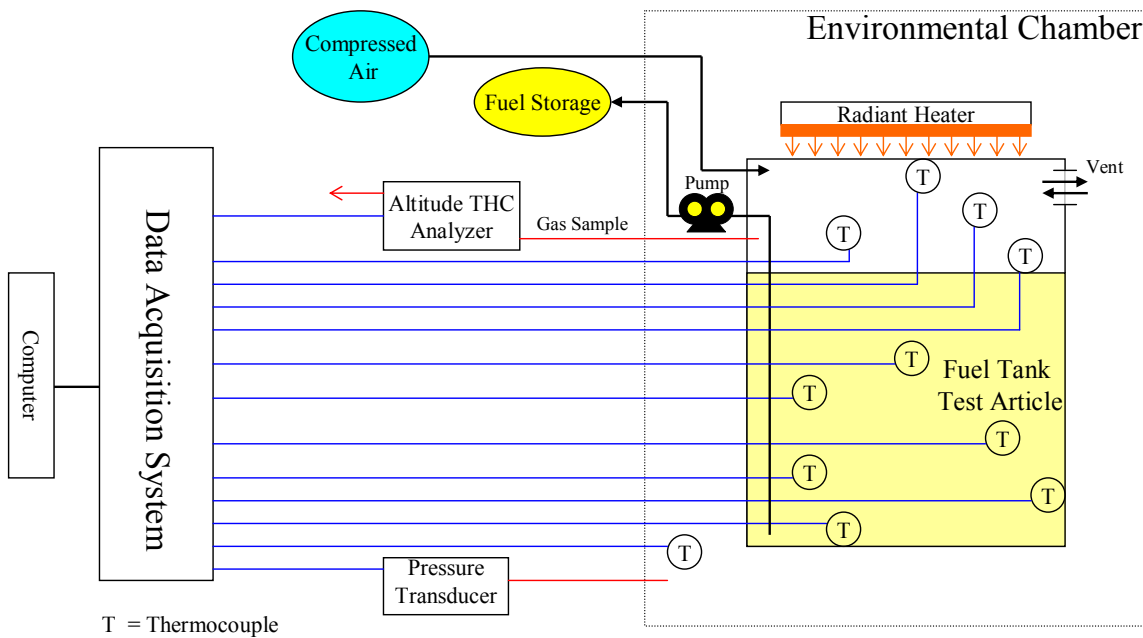 Environmental Chamber
Compressed
Air
Fuel Storage
Radiant Heater
Pump
Vent
Altitude THC
Analyzer
Gas Sample
T
T
T
T
Data Acquisition System
Computer
T
Fuel Tank
Test Article
T
T
T
T
T
T
Pressure
Transducer
T = Thermocouple